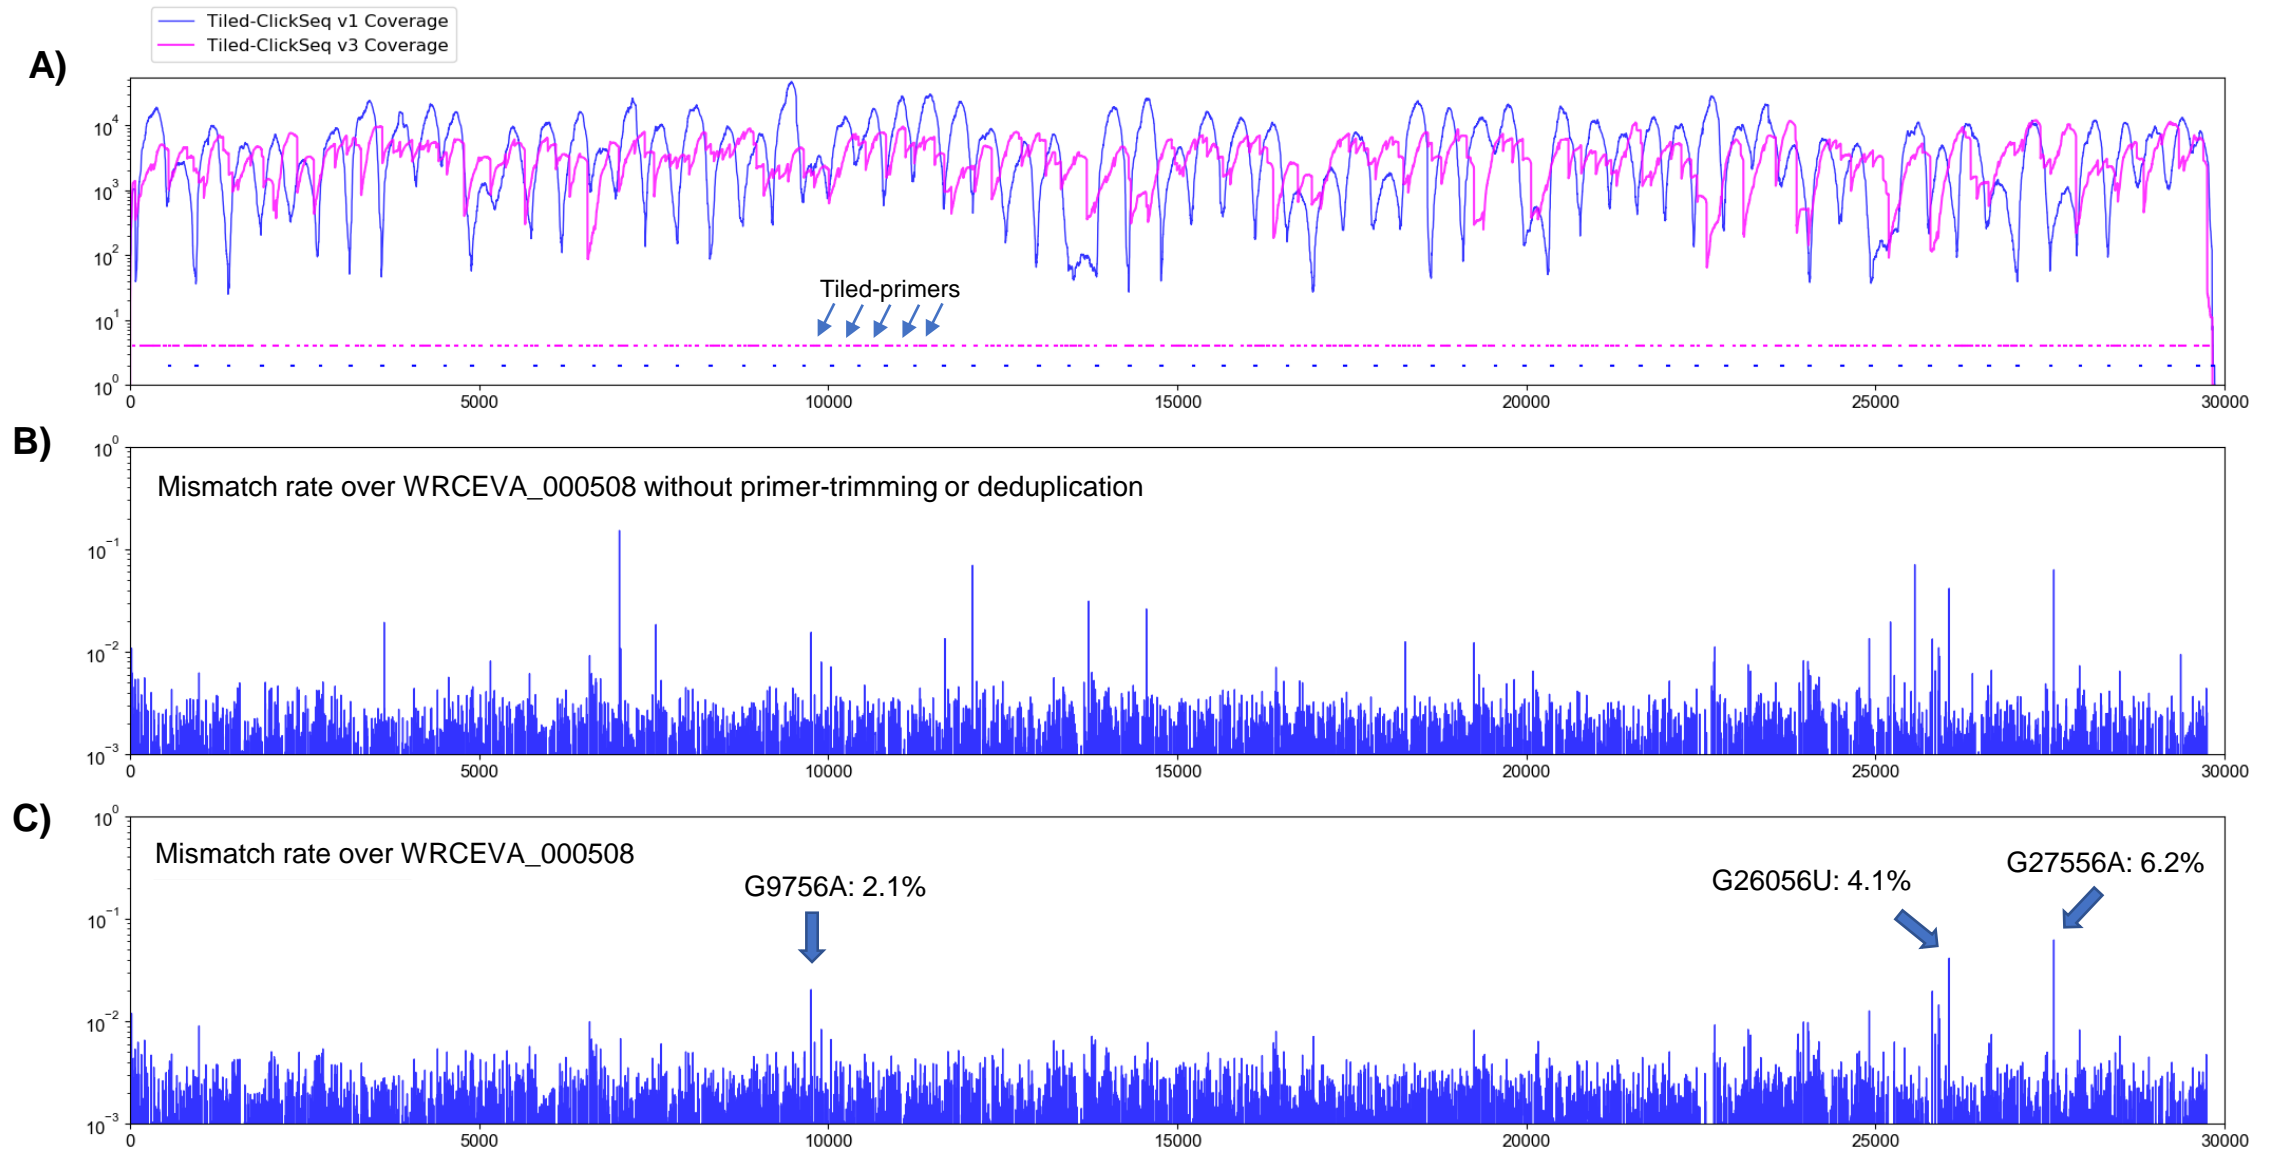 Tiled-ClickSeq v1 Coverage
Tiled-ClickSeq v3 Coverage
A)
10^4
10^3
10^2
Tiled-primers
10^1
10^0
0 5000 10000 15000 20000 25000 30000
B)
10^0
Mismatch rate over WRCEVA_000508 without primer-trimming or deduplication
10^-1
10^-2
10^-3
0 5000 10000 15000 20000 25000 30000
C)
10^0
Mismatch rate over WRCEVA_000508
G9756A: 2.1%
G26056U: 4.1%
G27556A: 6.2%
10^-1
10^-2
10^-3
0 5000 10000 15000 20000 25000 30000